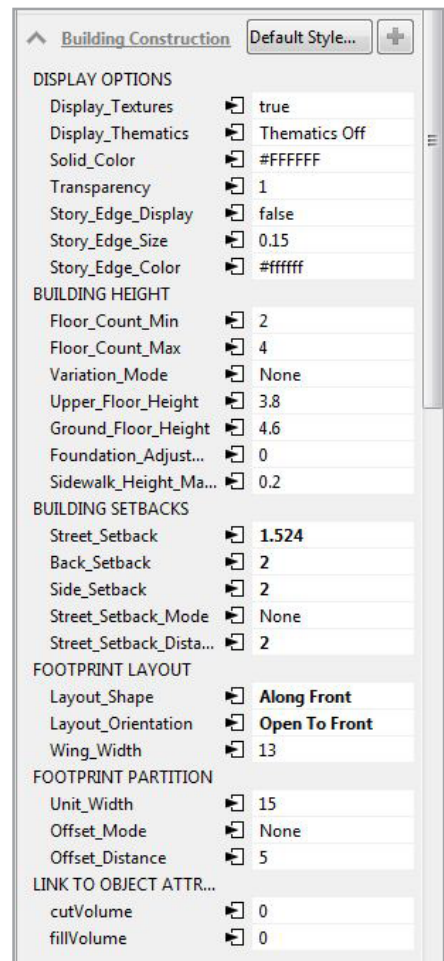 Building Construction Default Style...
DISPLAY OPTIONS
Display_Textures true
Display_Thematics Thematics Off
Solid_Color #FFFFFF
Transparency 1
Story_Edge_Display false
Story_Edge_Size 0.15
Story_Edge_Color #ffffff
BUILDING HEIGHT
Floor_Count_Min 2
Floor_Count_Max 4
Variation_Mode None
Upper_Floor_Height 3.8
Ground_Floor_Height 4.6
Foundation_Adjust... 0
Sidewalk_Height_Ma... 0.2
BUILDING SETBACKS
Street_Setback 1.524
Back_Setback 2
Side_Setback 2
Street_Setback_Mode None
Street_Setback_Dista... 2
FOOTPRINT LAYOUT
Layout_Shape Along Front
Layout_Orientation Open To Front
Wing_Width 13
FOOTPRINT PARTITION
Unit_Width 15
Offset_Mode None
Offset_Distance 5
LINK TO OBJECT ATTR...
cutVolume 0
fillVolume 0